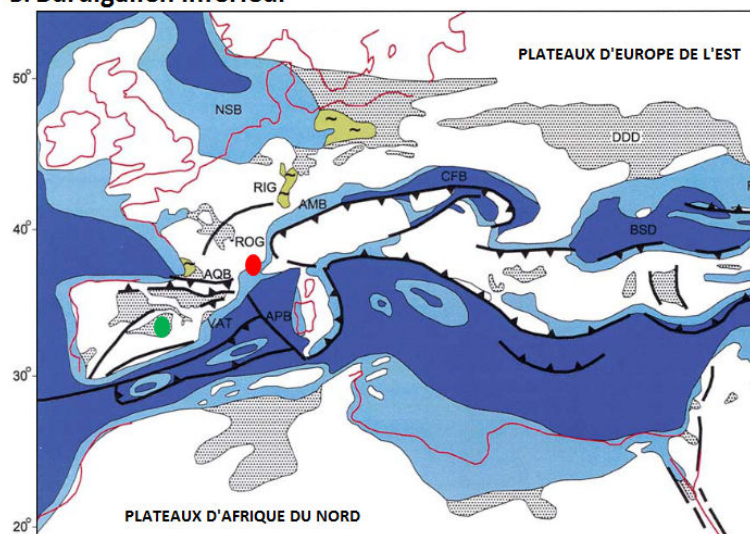 50°
PLATEAUX D'EUROPE DE L'EST
NSB
DDD
RIG
CFB
AMB
40°
ROG
BSD
AQB
VAT
APB
30°
PLATEAUX D'AFRIQUE DU NORD
20°